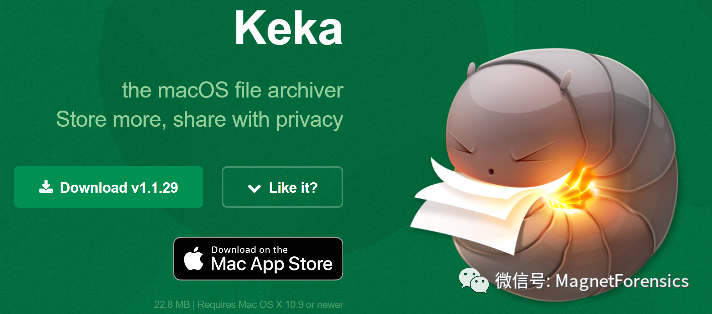 Keka
the macOS file archiver
Store more, share with privacy
Download v1.1.29
Like it?
Download on the
Mac App Store
22.8 MB | Requires Mac OS X 10.9 or newer
微信号: MagnetForensics